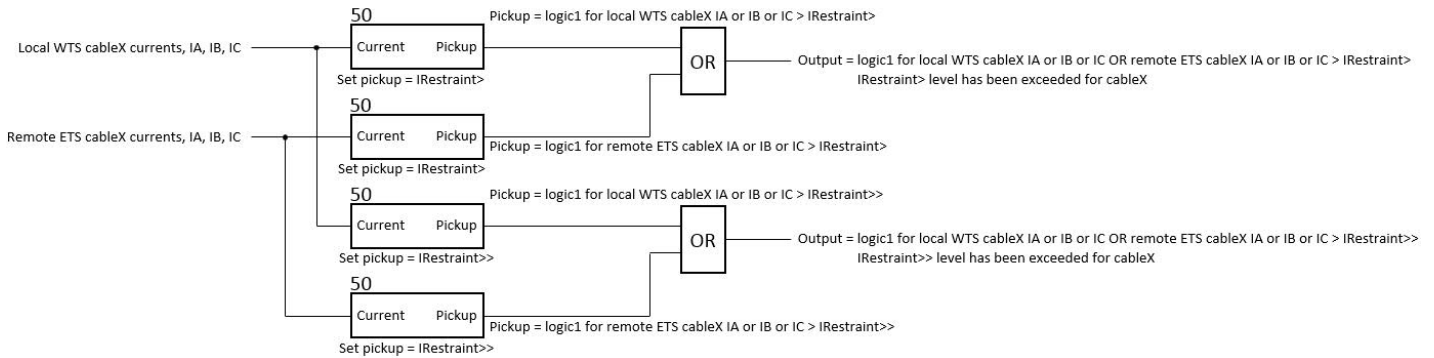 50
Pickup = logic1 for local WTS cableX IA or IB or IC > IRestraint>
Local WTS cableX currents, IA, IB, IC
Current Pickup
OR
Output = logic1 for local WTS cableX IA or IB or IC OR remote ETS cableX IA or IB or IC > IRestraint>
IRestraint> level has been exceeded for cableX
Set pickup = IRestraint>
50
Remote ETS cableX currents, IA, IB, IC
Current Pickup
Pickup = logic1 for remote ETS cableX IA or IB or IC > IRestraint>
Set pickup = IRestraint>
50
Pickup = logic1 for local WTS cableX IA or IB or IC > IRestraint>>
Current Pickup
OR
Output = logic1 for local WTS cableX IA or IB or IC OR remote ETS cableX IA or IB or IC > IRestraint>>
IRestraint>> level has been exceeded for cableX
Set pickup = IRestraint>>
50
Current Pickup
Pickup = logic1 for remote ETS cableX IA or IB or IC > IRestraint>>
Set pickup = IRestraint>>